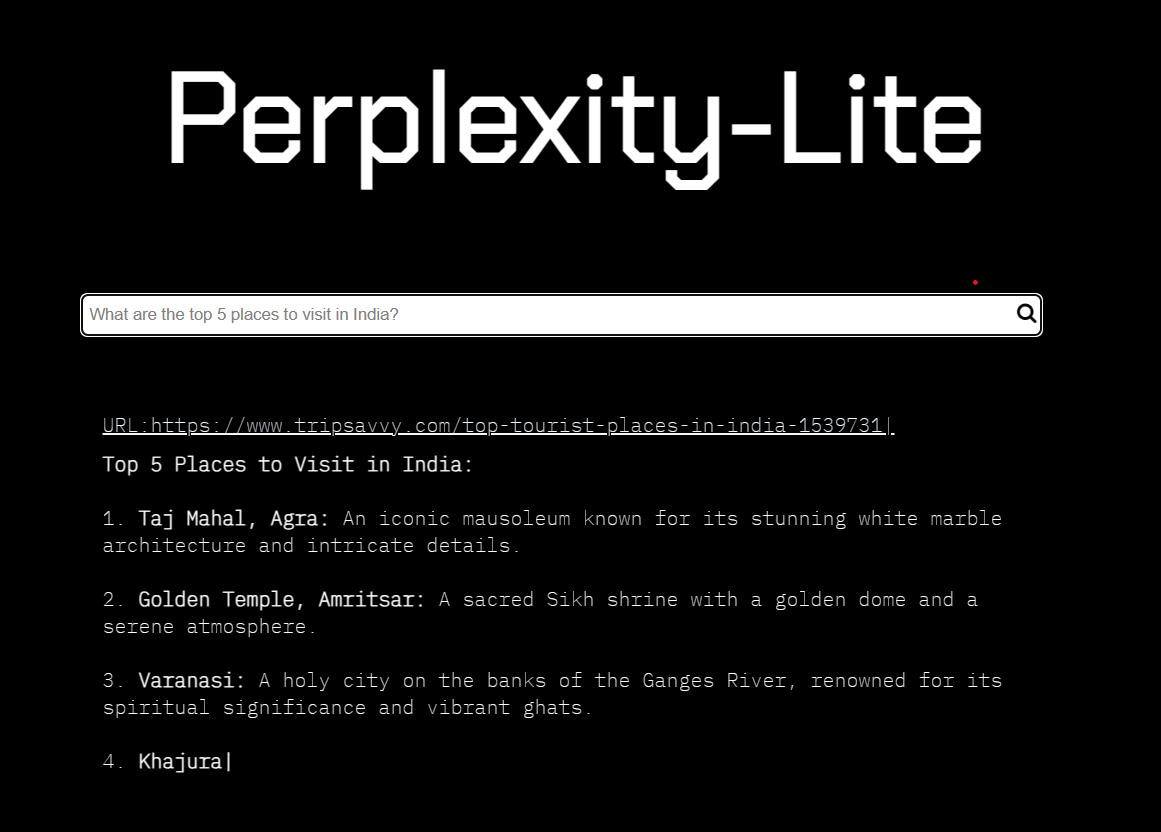 Perplexity-Lite
What are the top 5 places to visit in India?
URL:https://www.tripsavvy.com/top-tourist-places-in-india-1539731|
Top 5 Places to Visit in India:
1. Taj Mahal, Agra: An iconic mausoleum known for its stunning white marble
architecture and intricate details.
2. Golden Temple, Amritsar: A sacred Sikh shrine with a golden dome and a
serene atmosphere.
3. Varanasi: A holy city on the banks of the Ganges River, renowned for its
spiritual significance and vibrant ghats.
4. Khajura|